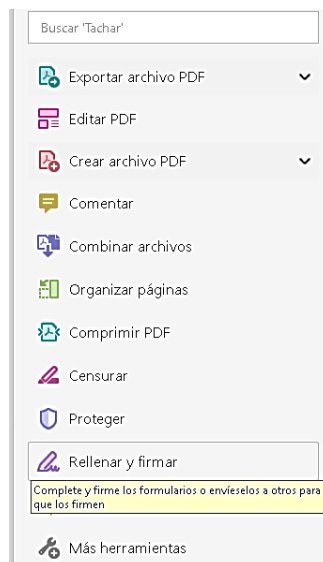 Buscar 'Tachar'
Exportar archivo PDF
Editar PDF
Crear archivo PDF
Comentar
Combinar archivos
Organizar páginas
Comprimir PDF
Censurar
Proteger
Rellenar y firmar
Complete y firme los formularios o envíeselos a otros para
que los firmen
Más herramientas